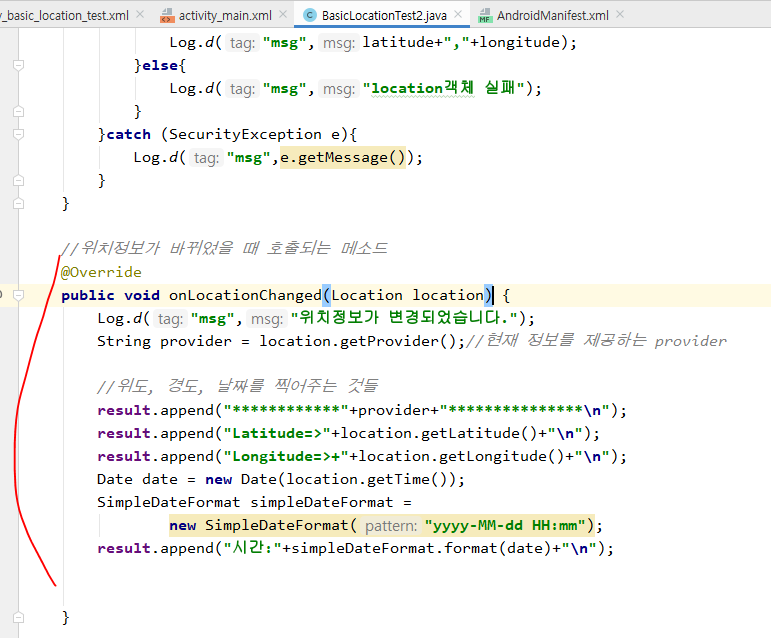 y_basic_location_test.xml activity_main.xml BasicLocationTest2.java AndroidManifest.xml
Log.d( tag: "msg", msg: latitude+","+longitude);
}else{
Log.d( tag: "msg", msg: "location객체 실패");
}
}catch (SecurityException e){
Log.d( tag: "msg",e.getMessage());
}
}
//위치정보가 바뀌었을 때 호출되는 메소드
@Override
public void onLocationChanged(Location location) {
Log.d( tag: "msg", msg: "위치정보가 변경되었습니다.");
String provider = location.getProvider();//현재 정보를 제공하는 provider
//위도, 경도, 날짜를 찍어주는 것들
result.append("************"+provider+"***************\n");
result.append("Latitude=>"+location.getLatitude()+"\n");
result.append("Longitude=>+"+location.getLongitude()+"\n");
Date date = new Date(location.getTime());
SimpleDateFormat simpleDateFormat =
new SimpleDateFormat( pattern: "yyyy-MM-dd HH:mm");
result.append("시간:"+simpleDateFormat.format(date)+"\n");
}